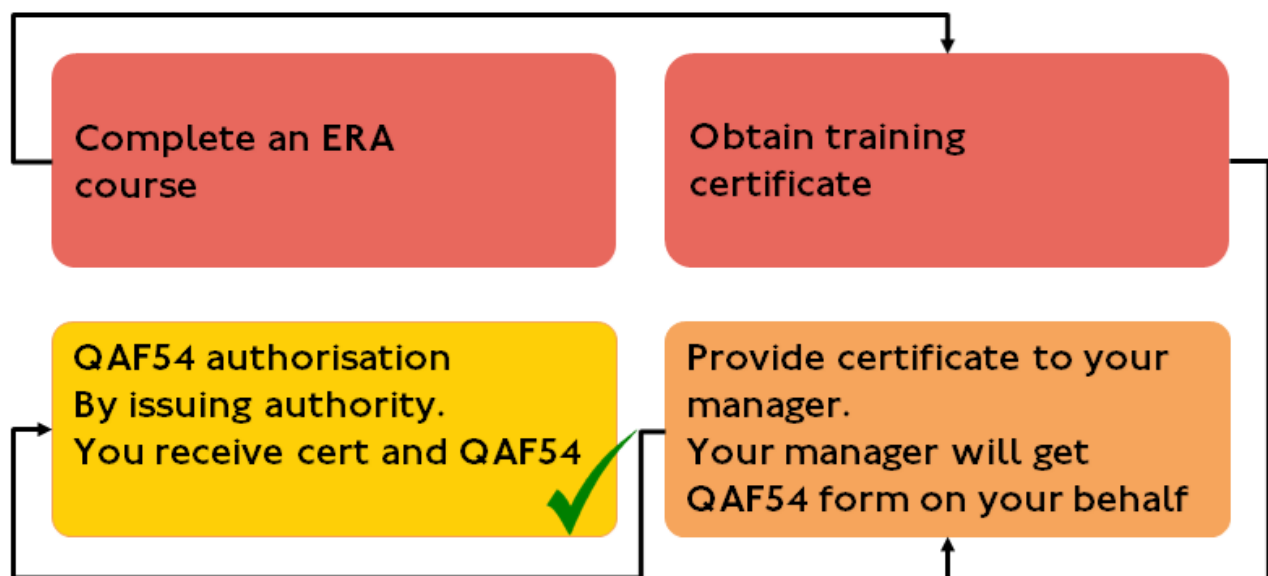 Complete an ERA
course
Obtain training
certificate
Provide certificate to your
manager.
Your manager will get
QAF54 form on your behalf
QAF54 authorisation
By issuing authority.
You receive cert and QAF54